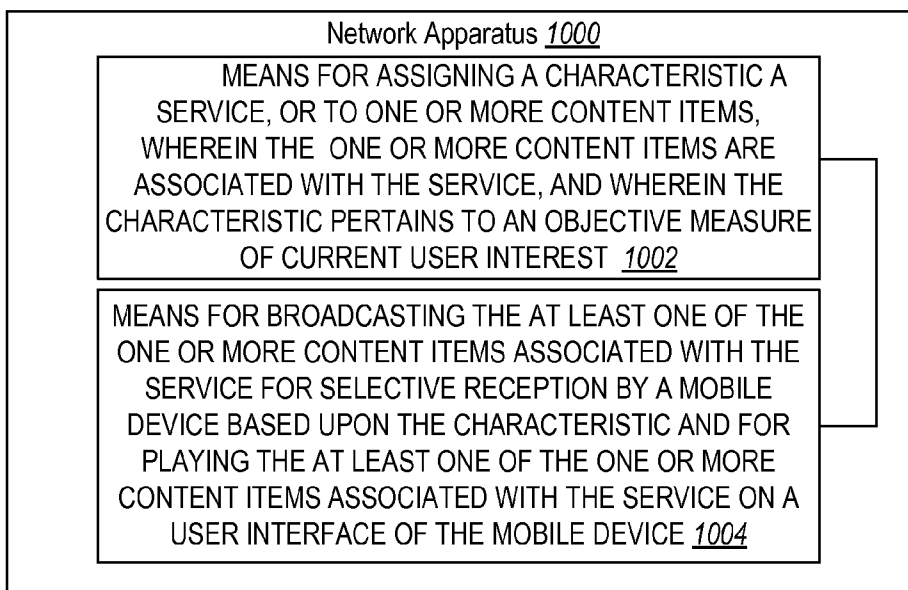 Network Apparatus 1000
MEANS FOR ASSIGNING A CHARACTERISTIC A
SERVICE, OR TO ONE OR MORE CONTENT ITEMS,
WHEREIN THE ONE OR MORE CONTENT ITEMS ARE
ASSOCIATED WITH THE SERVICE, AND WHEREIN THE
CHARACTERISTIC PERTAINS TO AN OBJECTIVE MEASURE
OF CURRENT USER INTEREST 1002
MEANS FOR BROADCASTING THE AT LEAST ONE OF THE
ONE OR MORE CONTENT ITEMS ASSOCIATED WITH THE
SERVICE FOR SELECTIVE RECEPTION BY A MOBILE
DEVICE BASED UPON THE CHARACTERISTIC AND FOR
PLAYING THE AT LEAST ONE OF THE ONE OR MORE
CONTENT ITEMS ASSOCIATED WITH THE SERVICE ON A
USER INTERFACE OF THE MOBILE DEVICE 1004